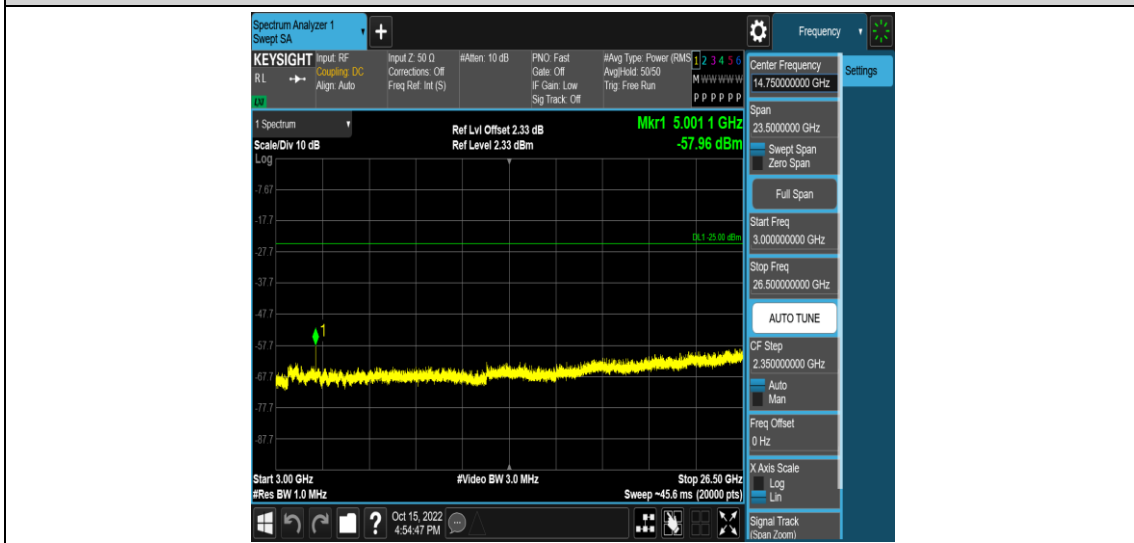 Spectrum Analyzer 1
Swept SA
Frequency
KEYSIGHT
RL
LXI
Input: RF
Coupling: DC
Align: Auto
Input Z: 50 Ω
Corrections: Off
Freq Ref: Int (S)
#Atten: 10 dB
PNO: Fast
Gate: Off
IF Gain: Low
Sig Track: Off
#Avg Type: Power (RMS
Avg|Hold: 50/50
Trig: Free Run
1 2 3 4 5 6
M W W W W W
P P P P P P
1 Spectrum
Scale/Div 10 dB
Ref Lvl Offset 2.33 dB
Ref Level 2.33 dBm
Mkr1 5.001 1 GHz
-57.96 dBm
Log
-7.67
-17.7
-27.7
-37.7
-47.7
-57.7
-67.7
-77.7
-87.7
DL1 -25.00 dBm
1
Start 3.00 GHz
#Res BW 1.0 MHz
#Video BW 3.0 MHz
Stop 26.50 GHz
Sweep ~45.6 ms (20000 pts)
Oct 15, 2022
4:54:47 PM
Center Frequency
14.750000000 GHz
Settings
Span
23.5000000 GHz
Swept Span
Zero Span
Full Span
Start Freq
3.000000000 GHz
Stop Freq
26.500000000 GHz
AUTO TUNE
CF Step
2.350000000 GHz
Auto
Man
Freq Offset
0 Hz
X Axis Scale
Log
Lin
Signal Track
(Span Zoom)